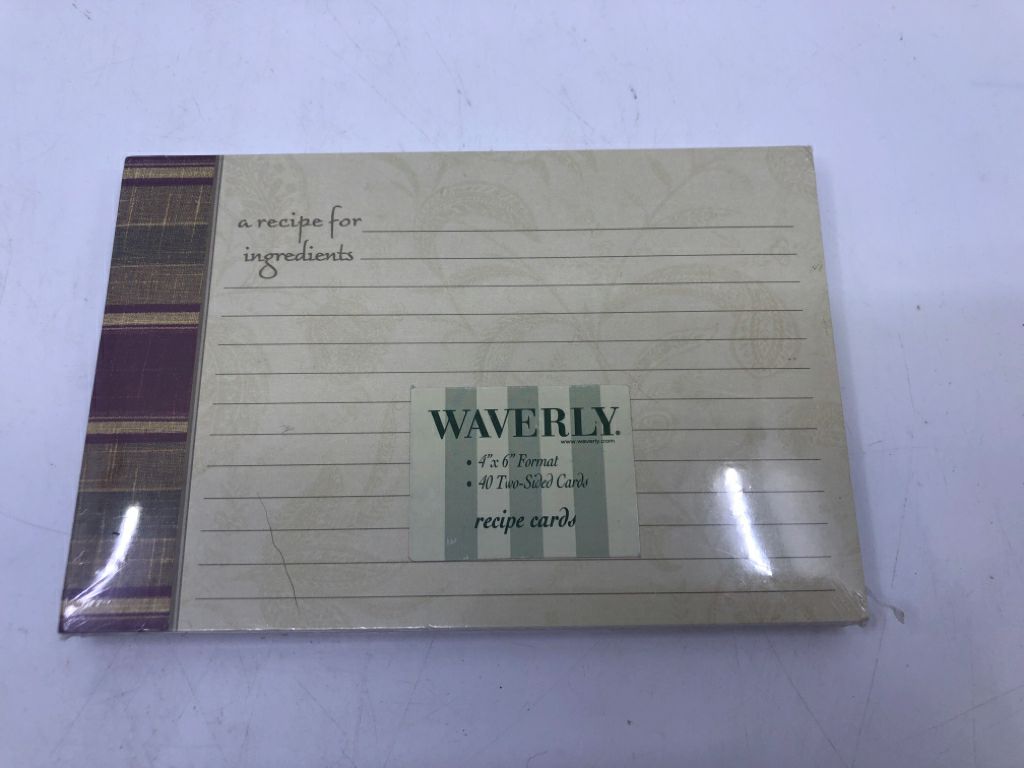 a recipe for
ingredients
WAVERLY®
www.waverly.com
• 4"x 6" Format
• 40 Two-Sided Cards
recipe cards